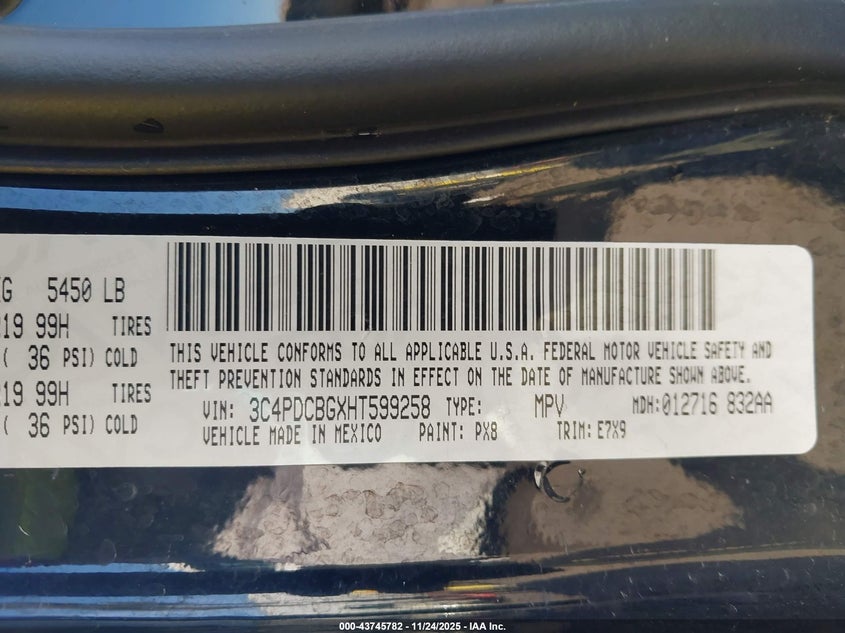 5450 LB
99H TIRES
36 PSI) COLD
99H TIRES
36 PSI) COLD
THIS VEHICLE CONFORMS TO ALL APPLICABLE U.S.A. FEDERAL MOTOR VEHICLE SAFETY AND
THEFT PREVENTION STANDARDS IN EFFECT ON THE DATE OF MANUFACTURE SHOWN ABOVE.
VIN: 3C4PDCBGXHT599258 TYPE: MPV MDH:012716 832AA
VEHICLE MADE IN MEXICO PAINT: PX8 TRIM: E7X9
000-43745782 - 11/24/2025 - IAA Inc.